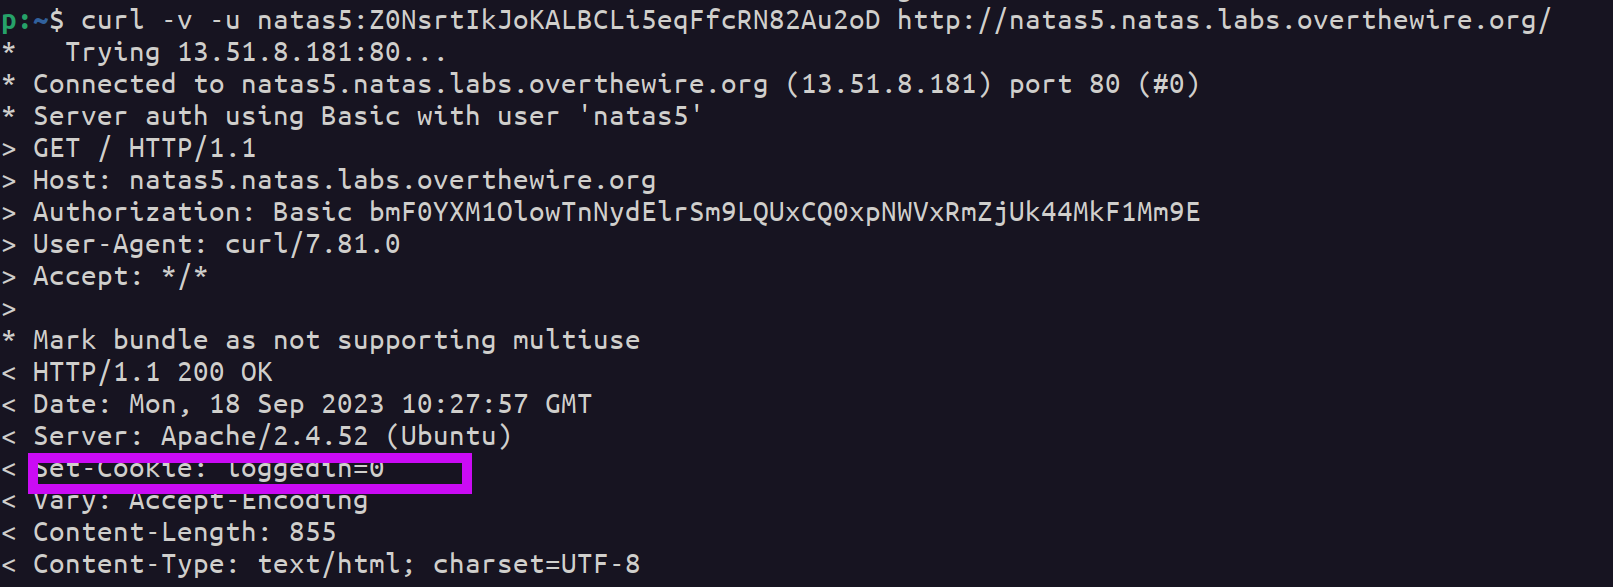 p:~$ curl -v -u natas5:Z0NsrtIkJoKALBCLi5eqFfcRN82Au2oD http://natas5.natas.labs.overthewire.org/
*   Trying 13.51.8.181:80...
* Connected to natas5.natas.labs.overthewire.org (13.51.8.181) port 80 (#0)
* Server auth using Basic with user 'natas5'
> GET / HTTP/1.1
> Host: natas5.natas.labs.overthewire.org
> Authorization: Basic bmF0YXM1OlowTnNydElrSm9LQUxCQ0xpNWVxRmZjUk44MkF1Mm9E
> User-Agent: curl/7.81.0
> Accept: */*
>
* Mark bundle as not supporting multiuse
< HTTP/1.1 200 OK
< Date: Mon, 18 Sep 2023 10:27:57 GMT
< Server: Apache/2.4.52 (Ubuntu)
< Set-Cookie: loggedin=0
< Vary: Accept-Encoding
< Content-Length: 855
< Content-Type: text/html; charset=UTF-8